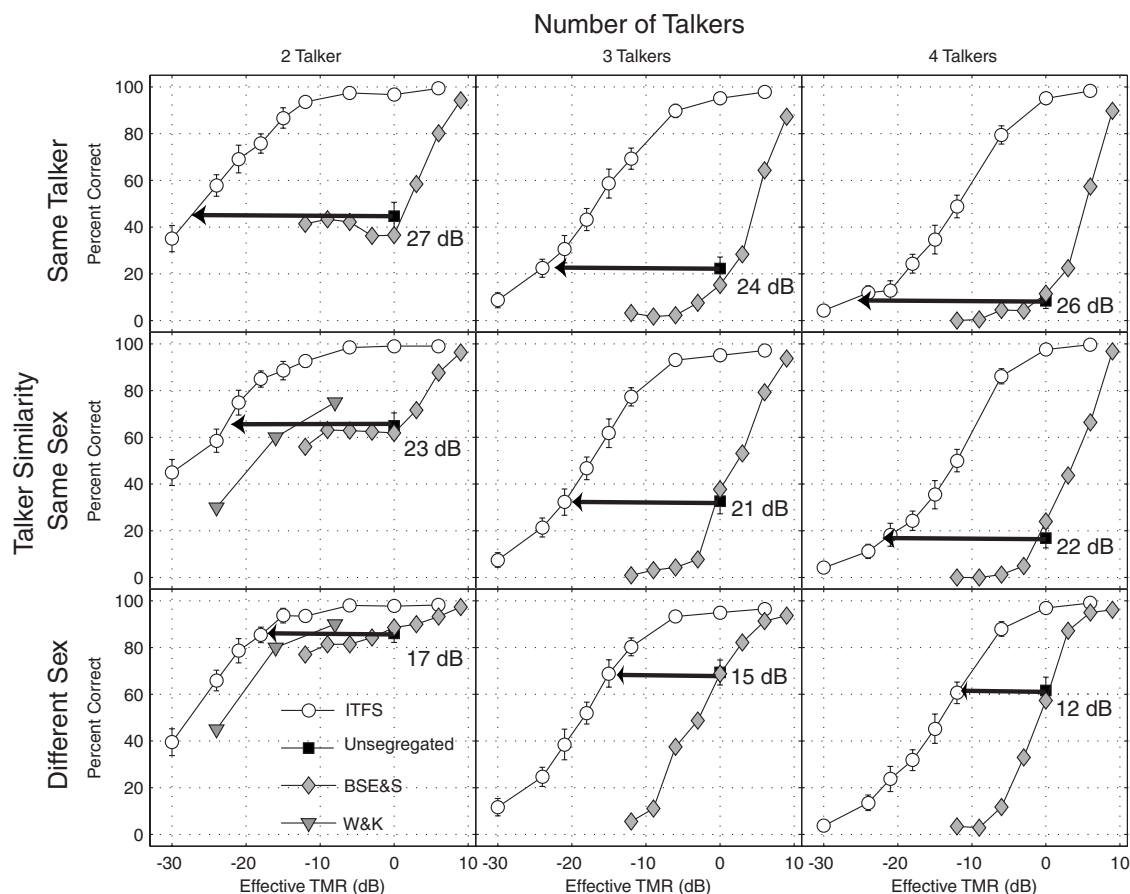 Number of Talkers
2 Talker
3 Talkers
4 Talkers
Talker Similarity
Same Talker
Percent Correct
100
80
60
40
20
0
27 dB
24 dB
26 dB
Same Sex
Percent Correct
100
80
60
40
20
0
23 dB
21 dB
22 dB
Different Sex
Percent Correct
100
80
60
40
20
0
17 dB
15 dB
12 dB
ITFS
Unsegregated
BSE&S
W&K
-30 -20 -10 0 10
-30 -20 -10 0 10
-30 -20 -10 0 10
Effective TMR (dB)
Effective TMR (dB)
Effective TMR (dB)